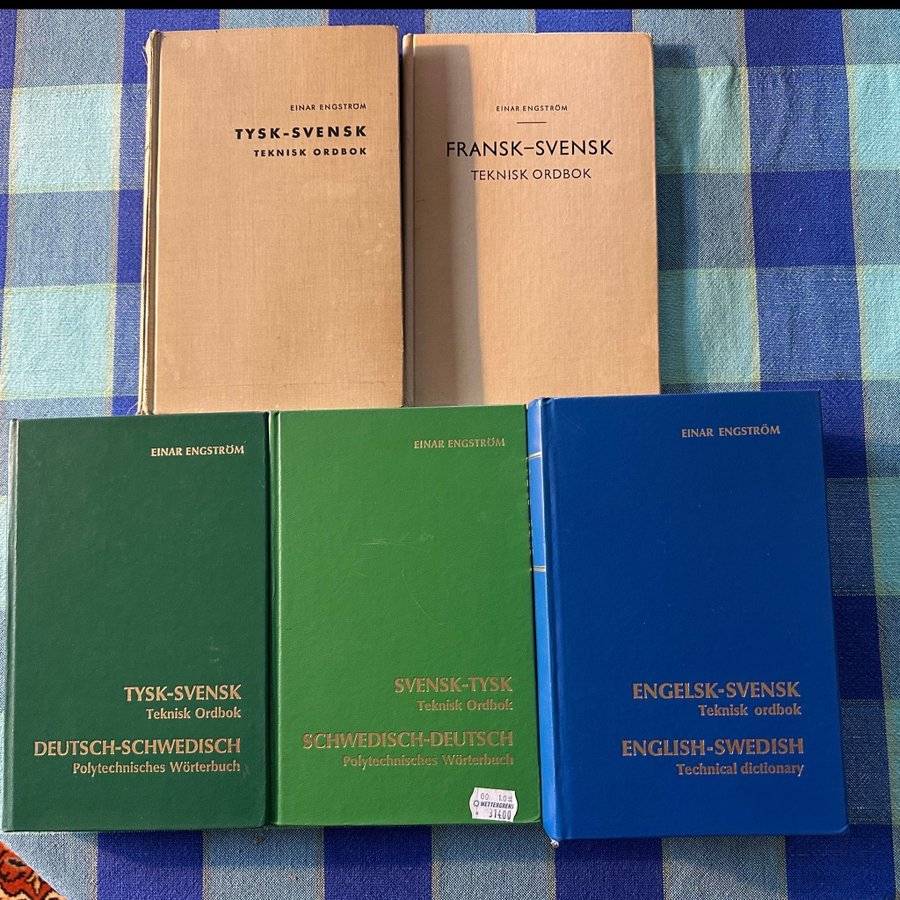 EINAR ENGSTRÖM
TYSK-SVENSK
TEKNISK ORDBOK
EINAR ENGSTRÖM
FRANSK-SVENSK
TEKNISK ORDBOK
EINAR ENGSTRÖM
TYSK-SVENSK
Teknisk Ordbok
DEUTSCH-SCHWEDISCH
Polytechnisches Wörterbuch
EINAR ENGSTRÖM
SVENSK-TYSK
Teknisk Ordbok
SCHWEDISCH-DEUTSCH
Polytechnisches Wörterbuch
WETTERGRENS
37400
EINAR ENGSTRÖM
ENGELSK-SVENSK
Teknisk ordbok
ENGLISH-SWEDISH
Technical dictionary